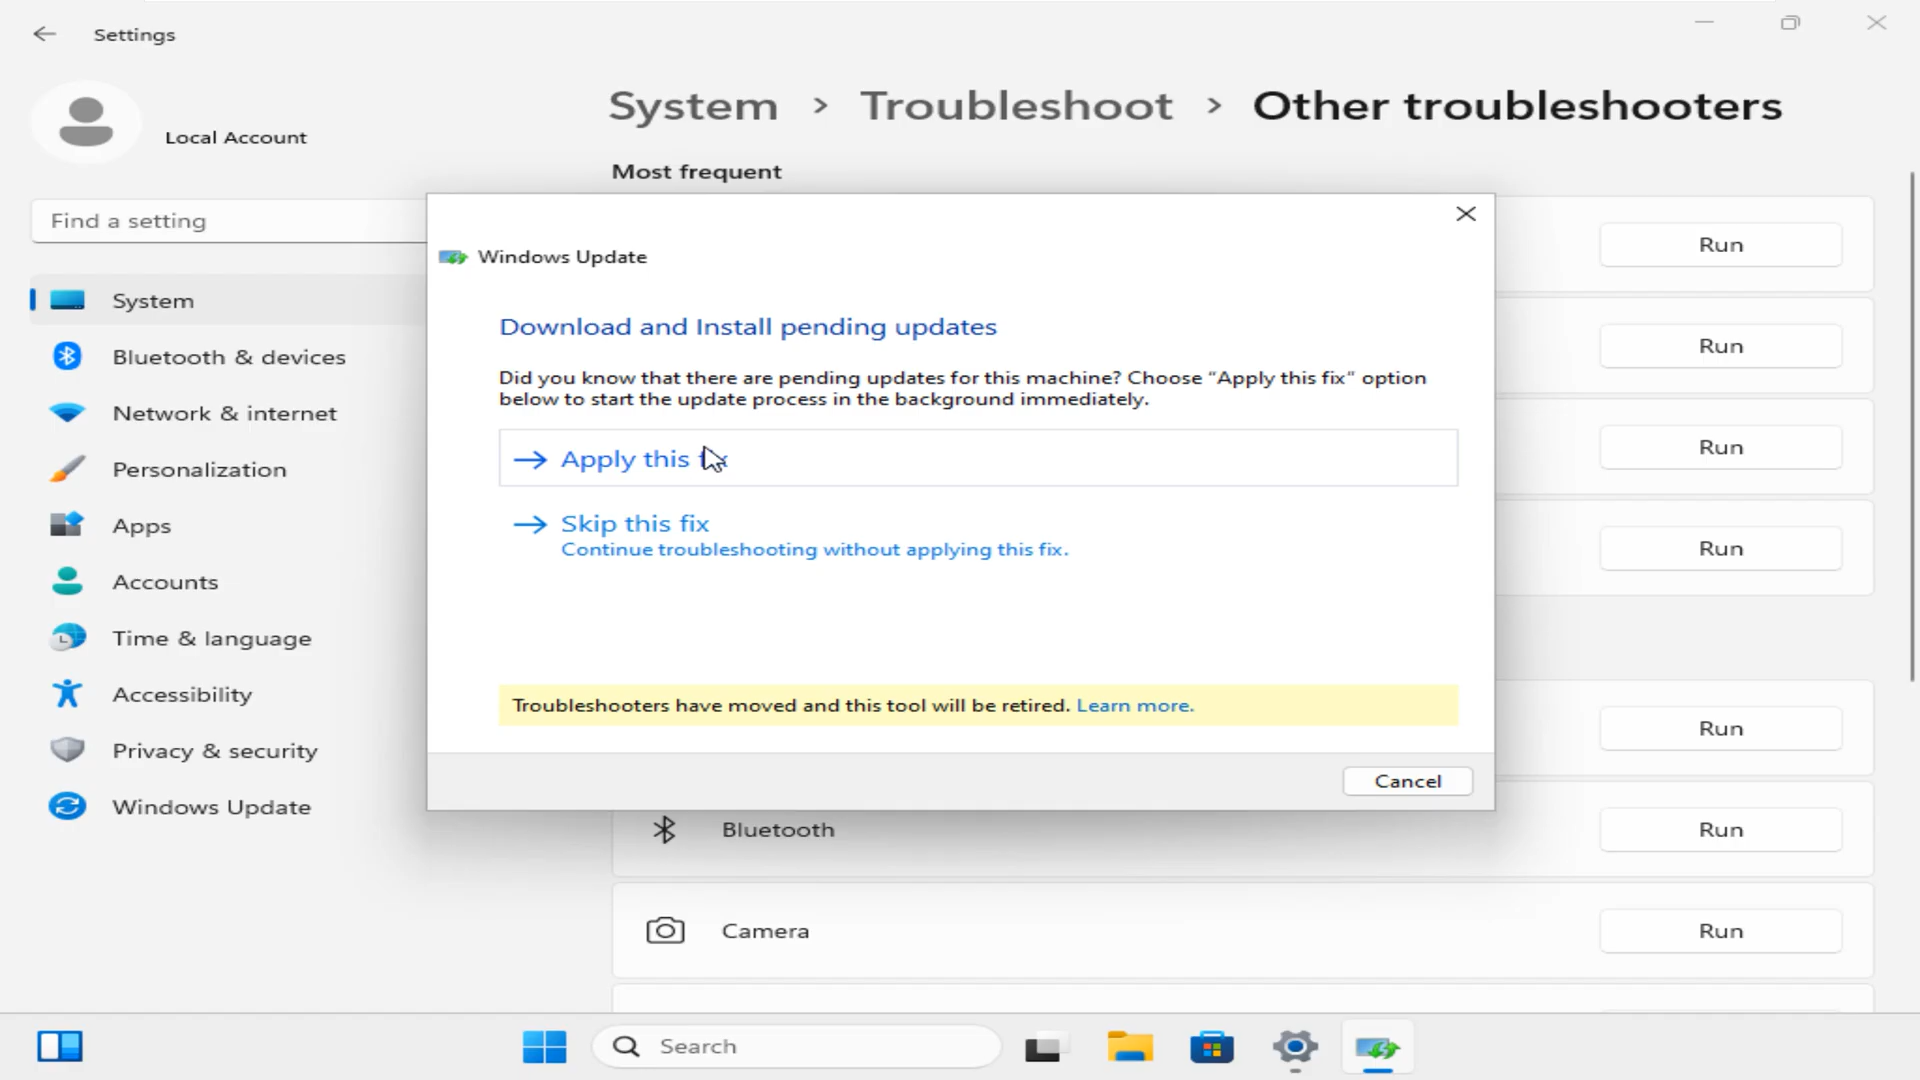 Settings
Local Account
Find a setting
System
Bluetooth & devices
Network & internet
Personalization
Apps
Accounts
Time & language
Accessibility
Privacy & security
Windows Update
System > Troubleshoot > Other troubleshooters
Most frequent
Run
Run
Run
Run
Windows Update
Download and Install pending updates
Did you know that there are pending updates for this machine? Choose “Apply this fix” option
below to start the update process in the background immediately.
Apply this
Skip this fix
Continue troubleshooting without applying this fix.
Troubleshooters have moved and this tool will be retired. Learn more.
Cancel
Run
Bluetooth
Run
Camera
Run
Search